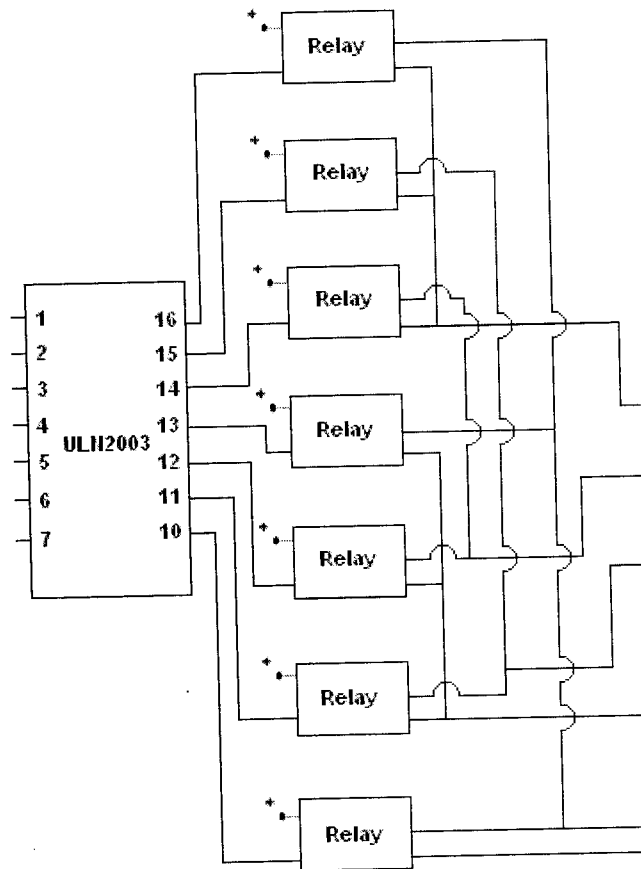 +
Relay
+
Relay
+
Relay
1 16
2 15
3 14
4 13
ULN2003
5 12
6 11
7 10
+
Relay
+
Relay
+
Relay
+
Relay